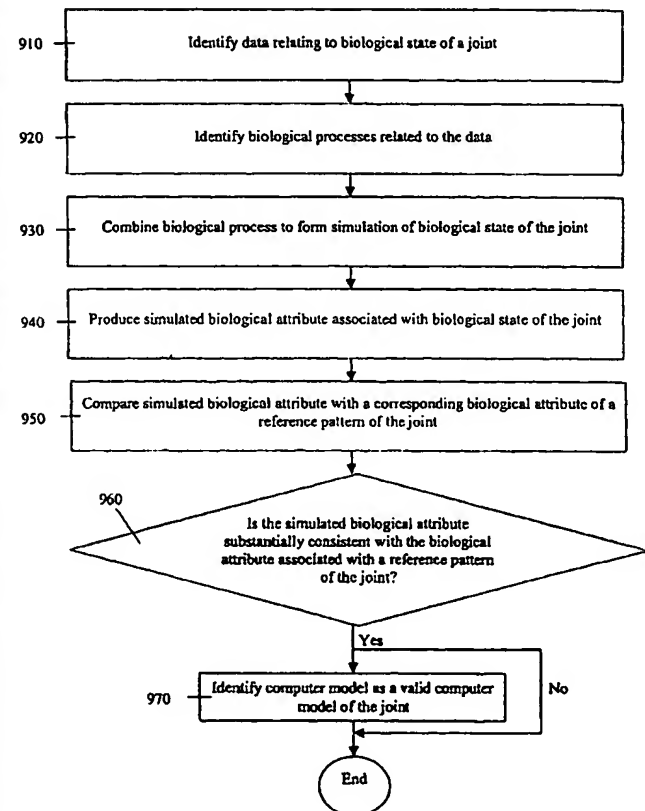 910
Identify data relating to biological state of a joint
920
Identify biological processes related to the data
930
Combine biological process to form simulation of biological state of the joint
940
Produce simulated biological attribute associated with biological state of the joint
950
Compare simulated biological attribute with a corresponding biological attribute of a
reference pattern of the joint
960
Is the simulated biological attribute
substantially consistent with the biological
attribute associated with a reference pattern
of the joint?
Yes
No
970
Identify computer model as a valid computer
model of the joint
End